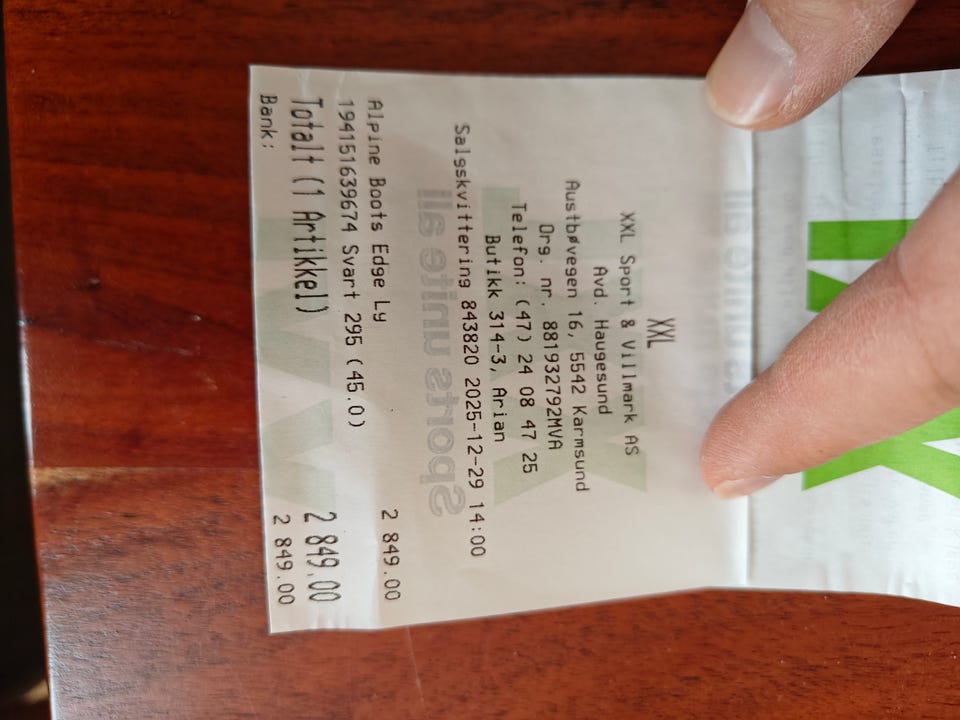 XXL
XXL Sport & Villmark AS
Avd. Haugesund
Austbøvegen 16, 5542 Karmsund
Org. nr. 881932792MVA
Telefon: (47) 24 08 47 25
Butikk 314-3, Arian
Salgskvittering 843820 2025-12-29 14:00
Alpine Boots Edge Ly 2 849.00
194151639674 Svart 295 (45.0)
Totalt (1 Artikkel) 2 849.00
Bank: 2 849.00